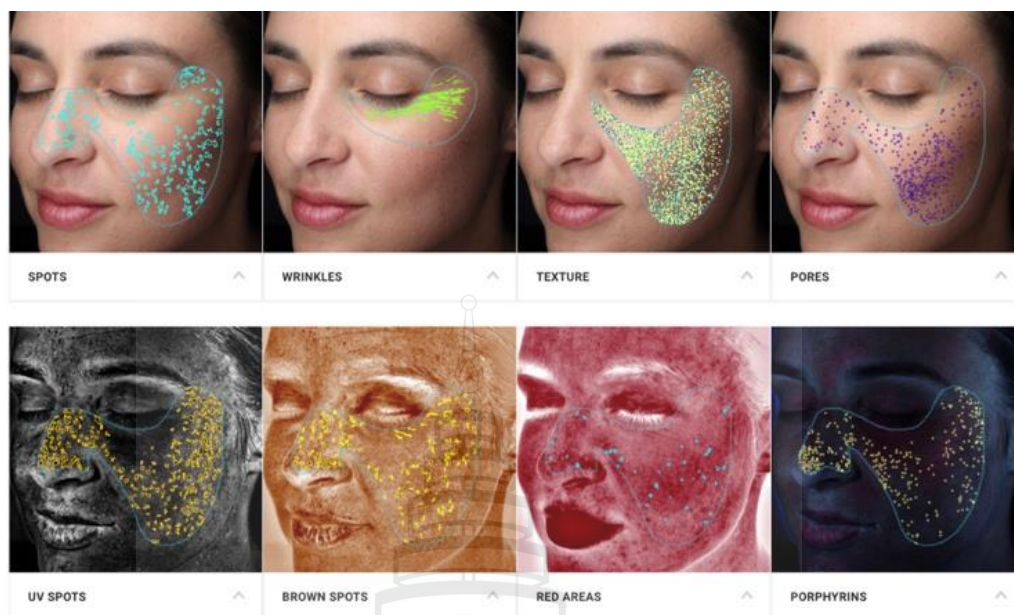 SPOTS
WRINKLES
TEXTURE
PORES
UV SPOTS
BROWN SPOTS
RED AREAS
PORPHYRINS